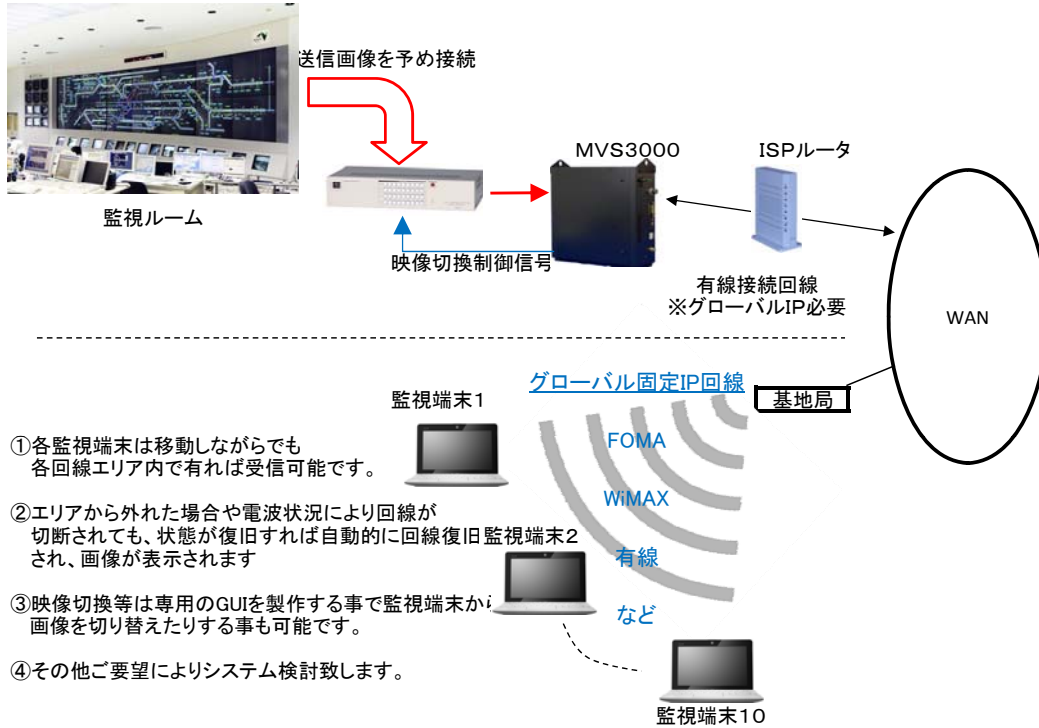 送信画像を予め接続
監視ルーム
MVS3000
ISPルータ
映像切換制御信号
有線接続回線
※グローバルIP必要
WAN
グローバル固定IP回線
基地局
FOMA
WiMAX
有線
など
監視端末1
①各監視端末は移動しながらでも
各回線エリア内で有れば受信可能です。
②エリアから外れた場合や電波状況により回線が
切断されても、状態が復旧すれば自動的に回線復旧
され、画像が表示されます
監視端末2
③映像切換等は専用のGUIを製作する事で監視端末から
画像を切り替えたりする事も可能です。
④その他ご要望によりシステム検討致します。
監視端末10